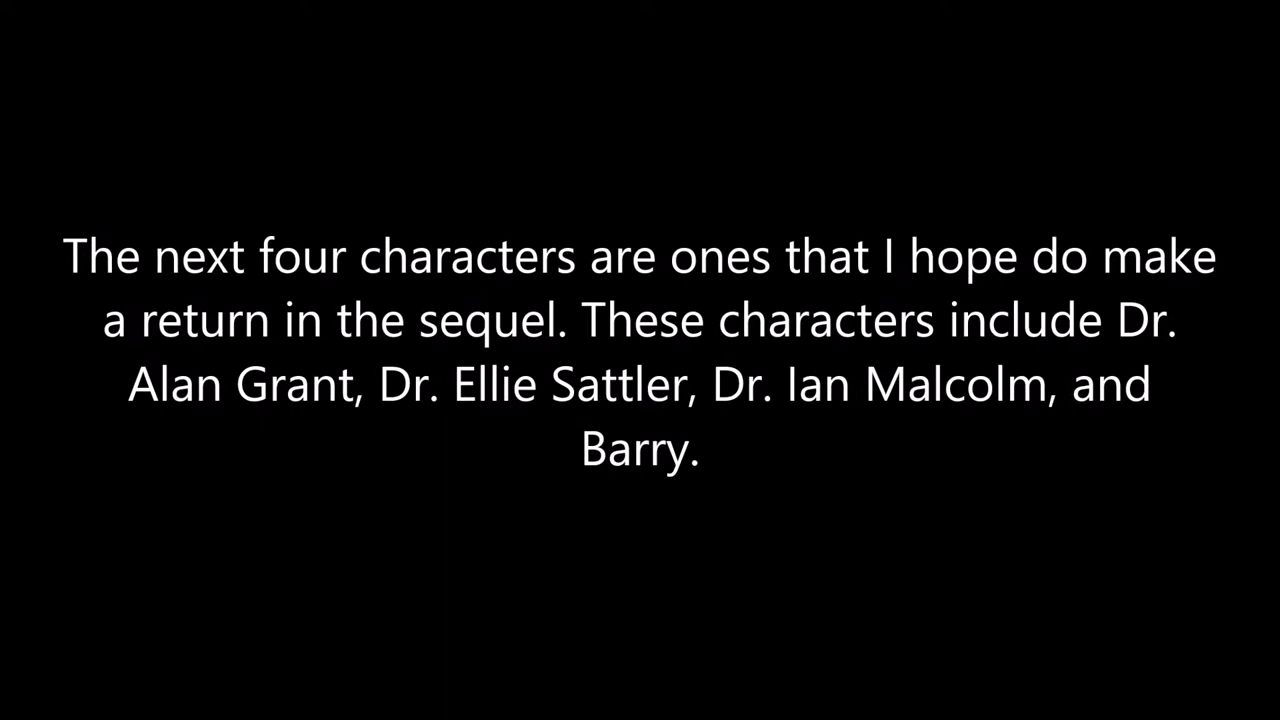 The next four characters are ones that I hope do make
a return in the sequel. These characters include Dr.
Alan Grant, Dr. Ellie Sattler, Dr. Ian Malcolm, and
Barry.